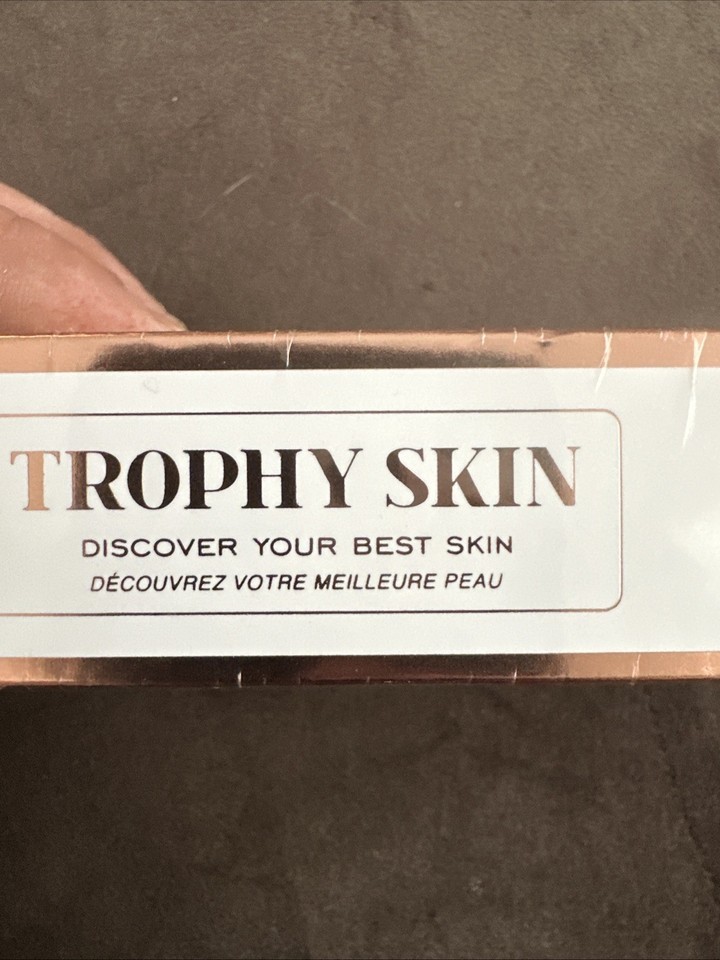 TROPHY SKIN
DISCOVER YOUR BEST SKIN
DÉCOUVREZ VOTRE MEILLEURE PEAU